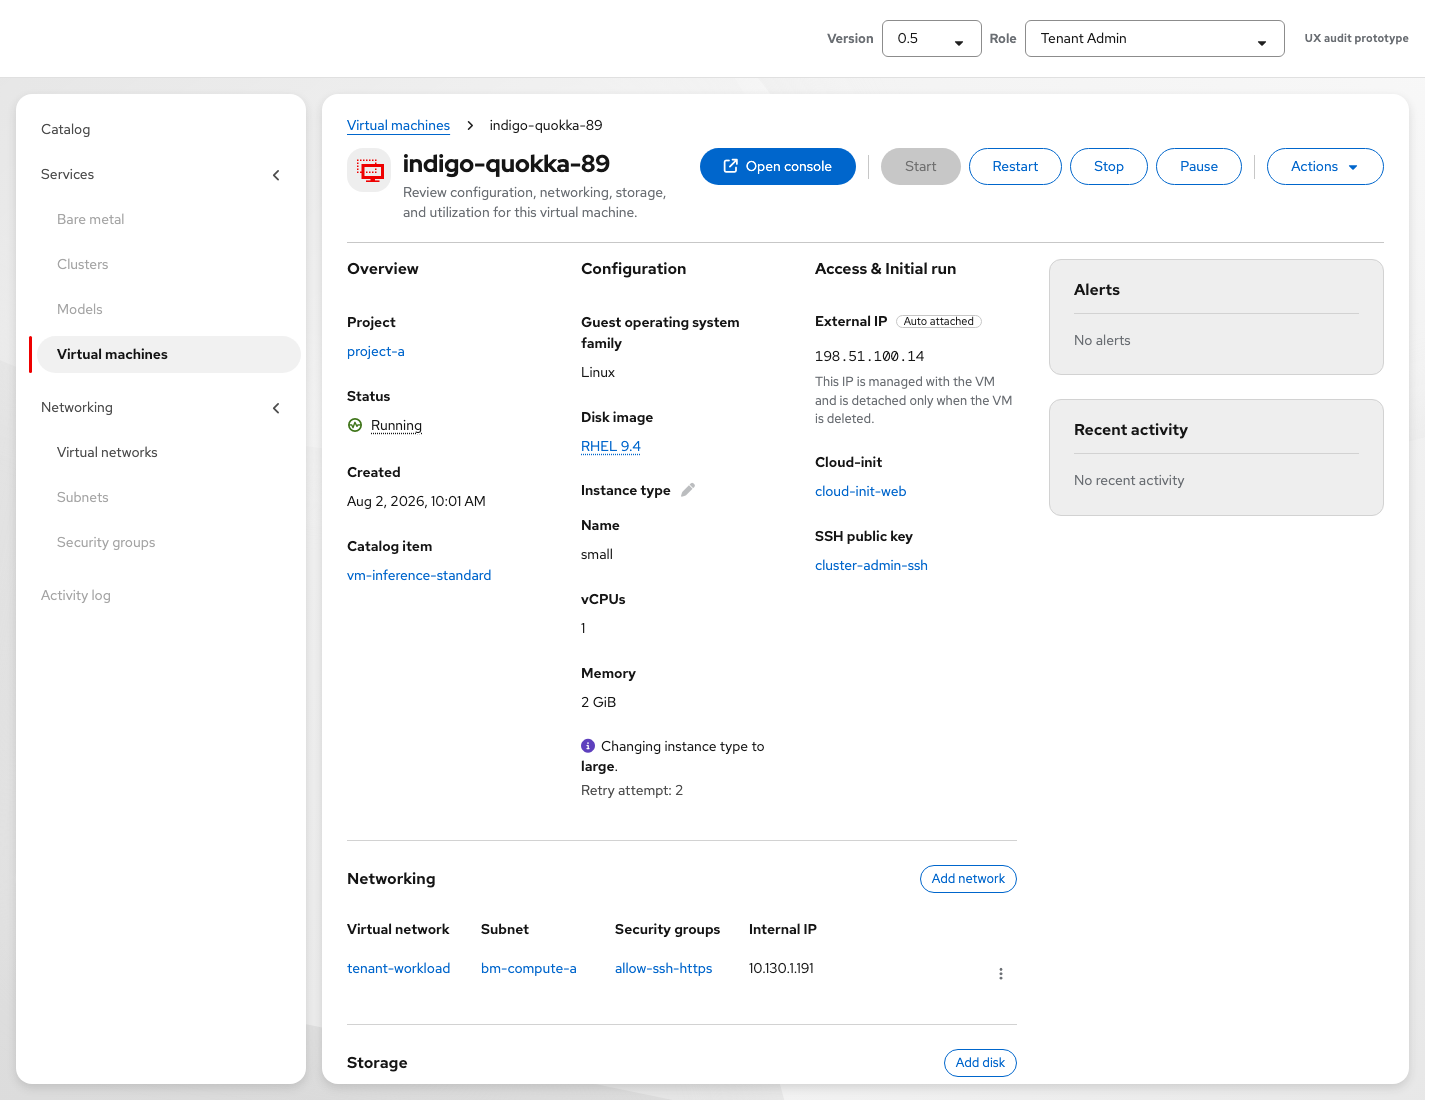 Version
0.5
Role
Tenant Admin
UX audit prototype
Catalog
Services
Bare metal
Clusters
Models
Virtual machines
Networking
Virtual networks
Subnets
Security groups
Activity log
Virtual machines
indigo-quokka-89
indigo-quokka-89
Review configuration, networking, storage,
and utilization for this virtual machine.
Open console
Start
Restart
Stop
Pause
Actions
Overview
Project
project-a
Status
Running
Created
Aug 2, 2026, 10:01 AM
Catalog item
vm-inference-standard
Configuration
Guest operating system
family
Linux
Disk image
RHEL 9.4
Instance type
Name
small
vCPUs
1
Memory
2 GiB
Changing instance type to
large.
Retry attempt: 2
Access & Initial run
External IP
Auto attached
198.51.100.14
This IP is managed with the VM
and is detached only when the VM
is deleted.
Cloud-init
cloud-init-web
SSH public key
cluster-admin-ssh
Alerts
No alerts
Recent activity
No recent activity
Networking
Add network
Virtual network Subnet Security groups Internal IP
tenant-workload bm-compute-a allow-ssh-https 10.130.1.191
Storage
Add disk